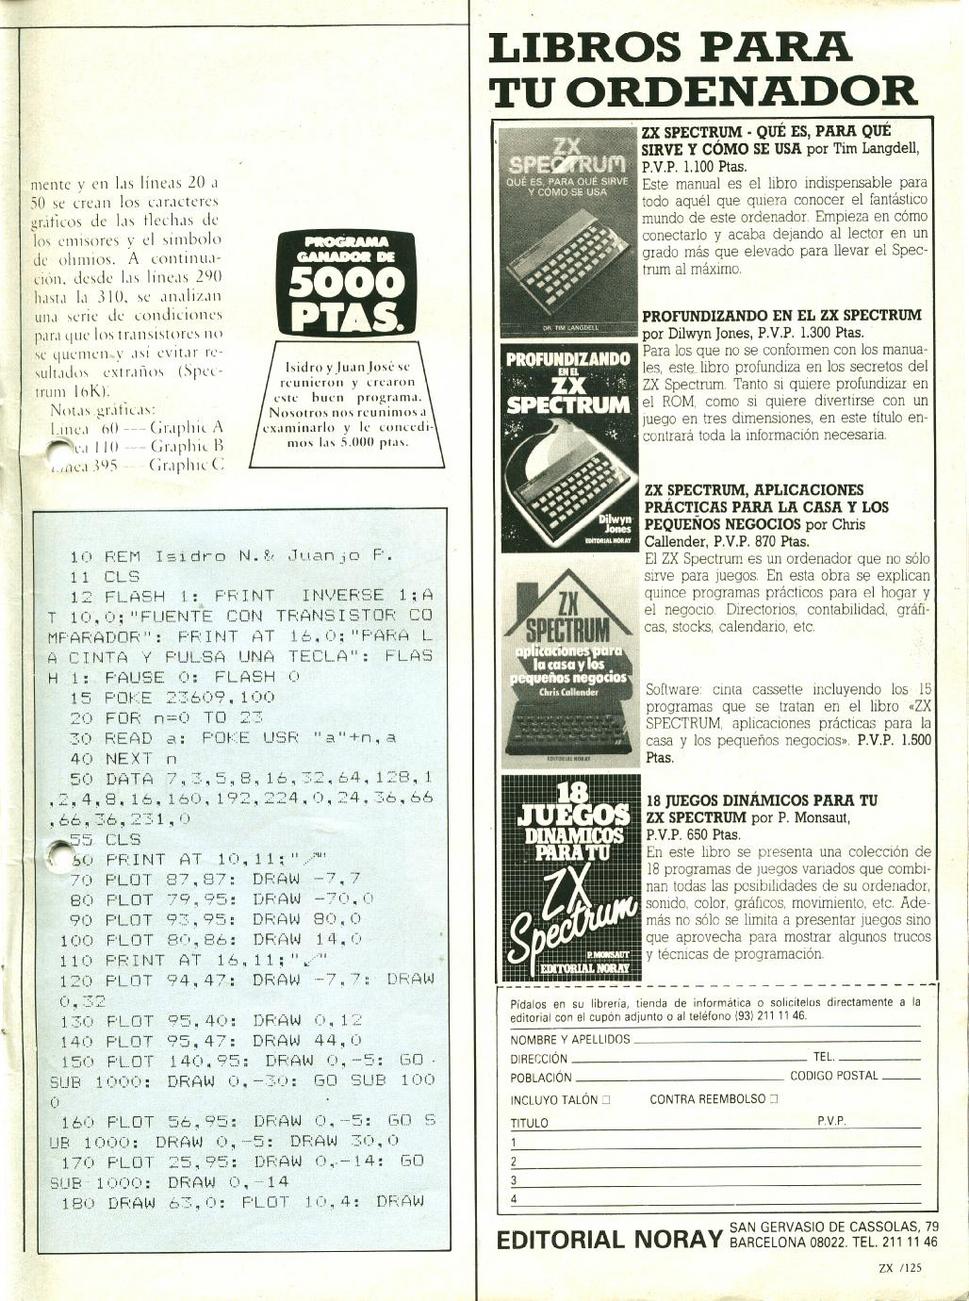 mente y en las líneas 20 a
50 se crean los caracteres
gráficos de las flechas de
los emisores y el símbolo
de ohmios. A continua-
ción, desde las líneas 290
hasta la 310, se analizan
una serie de condiciones
para que los transistores no
se quemen y así evitar re-
sultados extraños (Spec-
trum 16K).
Notas gráficas:
Línea 60 --- Graphic A
ea 110 --- Graphic B
Línea 395 --- Graphic C
PROGRAMA
GANADOR DE
5000
PTAS.
Isidro y Juan José se
reunieron y crearon
este buen programa.
Nosotros nos reunimos a
examinarlo y le concedi-
mos las 5.000 ptas.
10 REM Isidro N.& Juanjo P.
11 CLS
12 FLASH 1: PRINT INVERSE 1;A
T 10,0;"FUENTE CON TRANSISTOR CO
MPARADOR": PRINT AT 16,0;"PARA L
A CINTA Y PULSA UNA TECLA": FLAS
H 1: PAUSE 0: FLASH 0
15 POKE 23609,100
20 FOR n=0 TO 23
30 READ a: POKE USR "a"+n,a
40 NEXT n
50 DATA 7,3,5,8,16,32,64,128,1
,2,4,8,16,160,192,224,0,24,36,66
,66,36,231,0
55 CLS
60 PRINT AT 10,11;"↗"
70 PLOT 87,87: DRAW -7,7
80 PLOT 79,95: DRAW -70,0
90 PLOT 93,95: DRAW 80,0
100 PLOT 80,86: DRAW 14,0
110 PRINT AT 16,11;"↙"
120 PLOT 94,47: DRAW -7,7: DRAW
0,32
130 PLOT 95,40: DRAW 0,12
140 PLOT 95,47: DRAW 44,0
150 PLOT 140,95: DRAW 0,-5: GO
SUB 1000: DRAW 0,-30: GO SUB 100
0
160 PLOT 56,95: DRAW 0,-5: GO S
UB 1000: DRAW 0,-5: DRAW 30,0
170 PLOT 25,95: DRAW 0,-14: GO
SUB 1000: DRAW 0,-14
180 DRAW 63,0: PLOT 10,4: DRAW
LIBROS PARA
TU ORDENADOR
ZX
SPECTRUM
QUÉ ES, PARA QUÉ SIRVE
Y CÓMO SE USA
DR. TIM LANGDELL
ZX SPECTRUM - QUÉ ES, PARA QUÉ
SIRVE Y CÓMO SE USA por Tim Langdell,
P.V.P. 1.100 Ptas.
Este manual es el libro indispensable para
todo aquél que quiera conocer el fantástico
mundo de este ordenador. Empieza en cómo
conectarlo y acaba dejando al lector en un
grado más que elevado para llevar el Spec-
trum al máximo.
PROFUNDIZANDO
EN EL
ZX
SPECTRUM
Dilwyn
Jones
EDITORIAL NORAY
PROFUNDIZANDO EN EL ZX SPECTRUM
por Dilwyn Jones, P.V.P. 1.300 Ptas.
Para los que no se conformen con los manua-
les, este libro profundiza en los secretos del
ZX Spectrum. Tanto si quiere profundizar en
el ROM, como si quiere divertirse con un
juego en tres dimensiones, en este título en-
contrará toda la información necesaria.
ZX
SPECTRUM
aplicaciones para
la casa y los
pequeños negocios
Chris Callender
EDITORIAL NORAY
ZX SPECTRUM, APLICACIONES
PRÁCTICAS PARA LA CASA Y LOS
PEQUEÑOS NEGOCIOS por Chris
Callender, P.V.P. 870 Ptas.
El ZX Spectrum es un ordenador que no sólo
sirve para juegos. En esta obra se explican
quince programas prácticos para el hogar y
el negocio. Directorios, contabilidad, gráfi-
cas, stocks, calendario, etc.
Software: cinta cassette incluyendo los 15
programas que se tratan en el libro «ZX
SPECTRUM, aplicaciones prácticas para la
casa y los pequeños negocios». P.V.P. 1.500
Ptas.
18
JUEGOS
DINÁMICOS
PARA TU
ZX
Spectrum
P. MONSAUT
EDITORIAL NORAY
18 JUEGOS DINÁMICOS PARA TU
ZX SPECTRUM por P. Monsaut,
P.V.P. 650 Ptas.
En este libro se presenta una colección de
18 programas de juegos variados que combi-
nan todas las posibilidades de su ordenador,
sonido, color, gráficos, movimiento, etc. Ade-
más no sólo se limita a presentar juegos sino
que aprovecha para mostrar algunos trucos
y técnicas de programación.
Pídalos en su librería, tienda de informática o solicitelos directamente a la
editorial con el cupón adjunto o al teléfono (93) 211 11 46.
NOMBRE Y APELLIDOS
DIRECCIÓN TEL.
POBLACIÓN CODIGO POSTAL
INCLUYO TALÓN □ CONTRA REEMBOLSO □
TITULO P.V.P.
1
2
3
4
EDITORIAL NORAY
SAN GERVASIO DE CASSOLAS, 79
BARCELONA 08022. TEL. 211 11 46
ZX /125